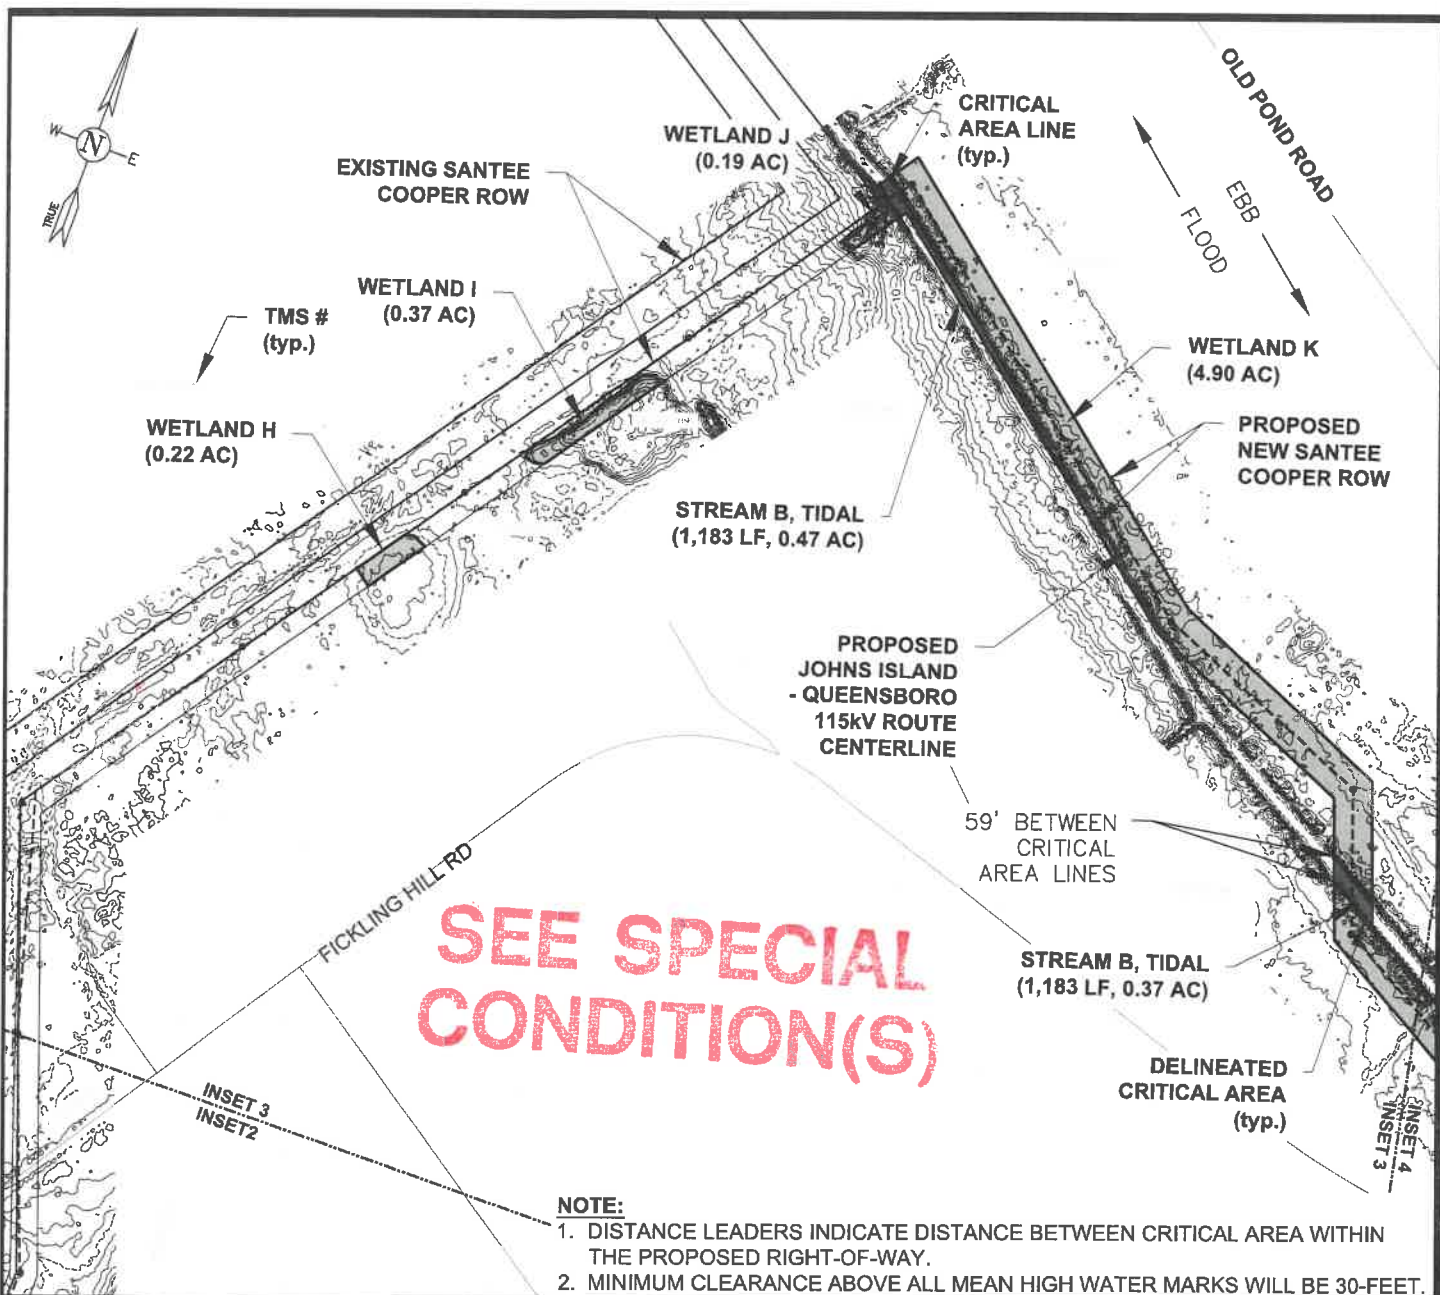 OLD POND ROAD
CRITICAL
AREA LINE
(typ.)
WETLAND J
(0.19 AC)
W
N
E
TRUE
EXISTING SANTEE
COOPER ROW
EBB
FLOOD
WETLAND I
(0.37 AC)
TMS #
(typ.)
WETLAND K
(4.90 AC)
WETLAND H
(0.22 AC)
PROPOSED
NEW SANTEE
COOPER ROW
STREAM B, TIDAL
(1,183 LF, 0.47 AC)
PROPOSED
JOHNS ISLAND
- QUEENSBORO
115kV ROUTE
CENTERLINE
59' BETWEEN
CRITICAL
AREA LINES
FICKLING HILL RD
SEE SPECIAL
CONDITION(S)
STREAM B, TIDAL
(1,183 LF, 0.37 AC)
DELINEATED
CRITICAL AREA
(typ.)
INSET 3
INSET2
INSET 4
INSET 3
NOTE:
1. DISTANCE LEADERS INDICATE DISTANCE BETWEEN CRITICAL AREA WITHIN
THE PROPOSED RIGHT-OF-WAY.
2. MINIMUM CLEARANCE ABOVE ALL MEAN HIGH WATER MARKS WILL BE 30-FEET.